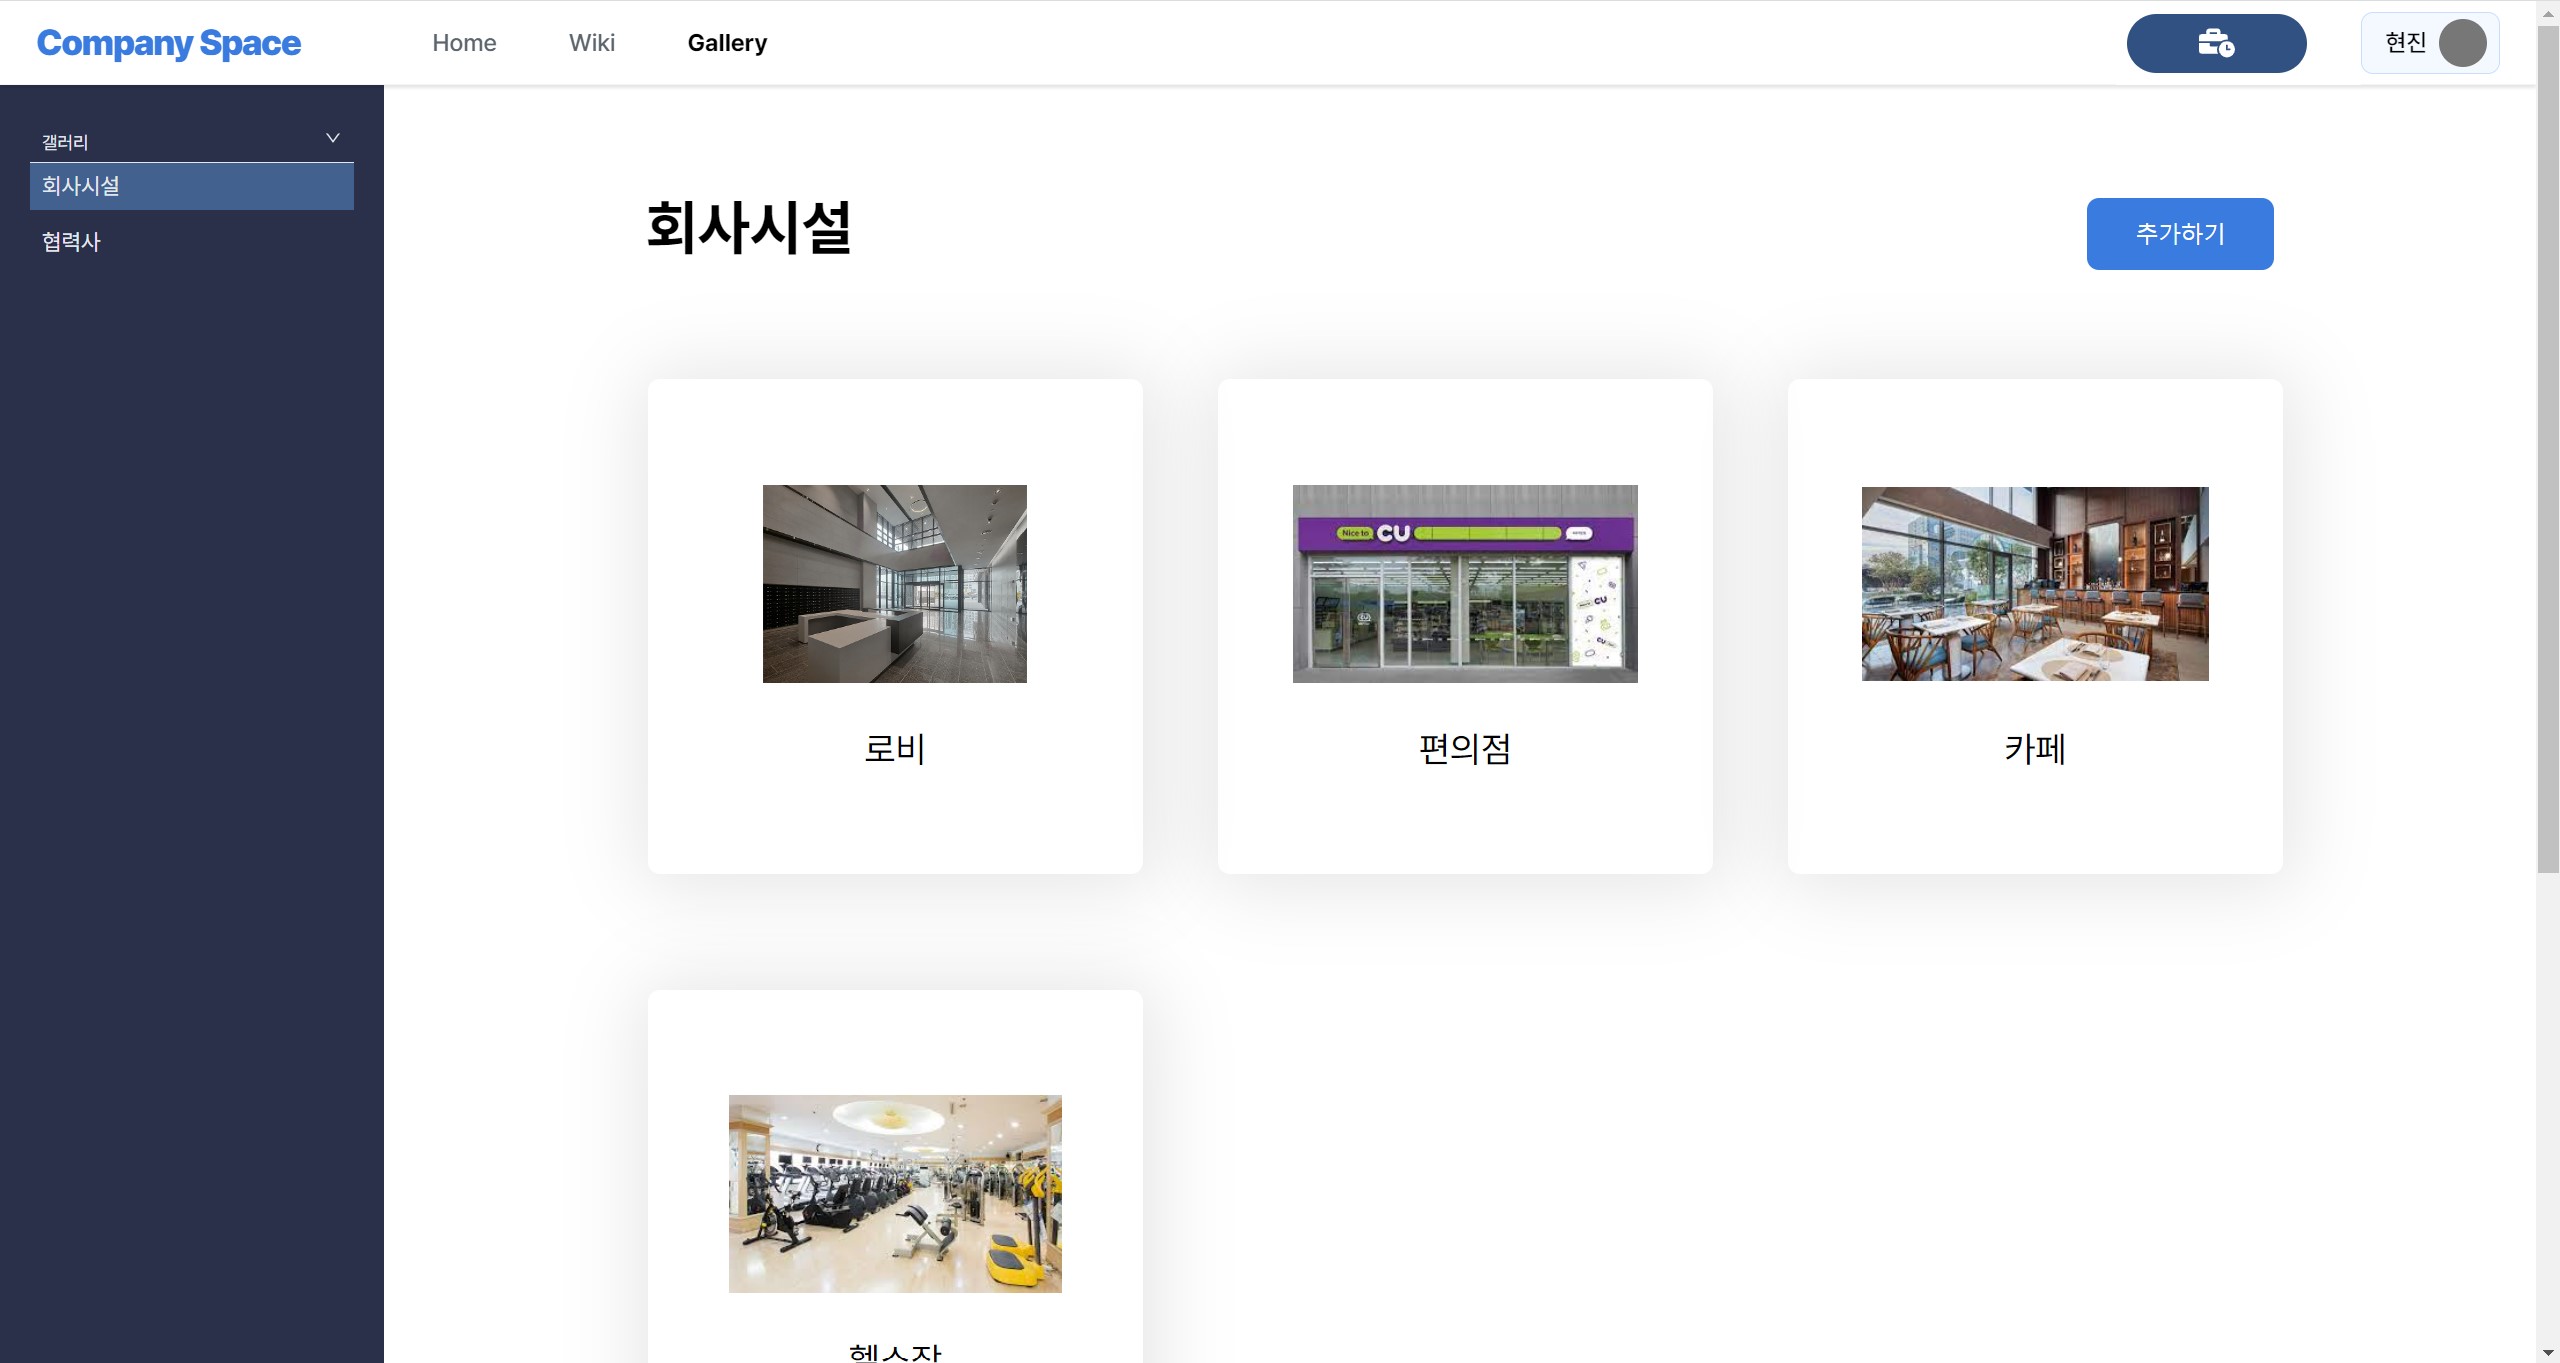 Company Space
Home
Wiki
Gallery
현진
갤러리
회사시설
협력사
회사시설
추가하기
Nice to CU
CU
CU
로비
편의점
카페
헬스장